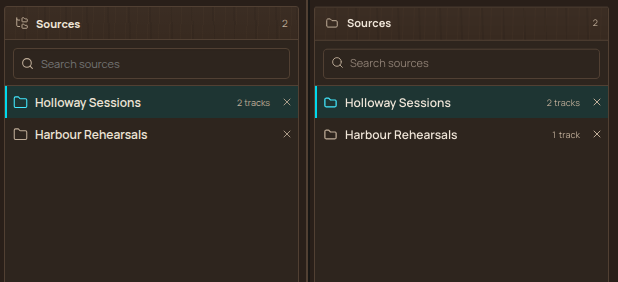 Sources 2
Search sources
Holloway Sessions 2 tracks
Harbour Rehearsals
Sources 2
Search sources
Holloway Sessions 2 tracks
Harbour Rehearsals 1 track